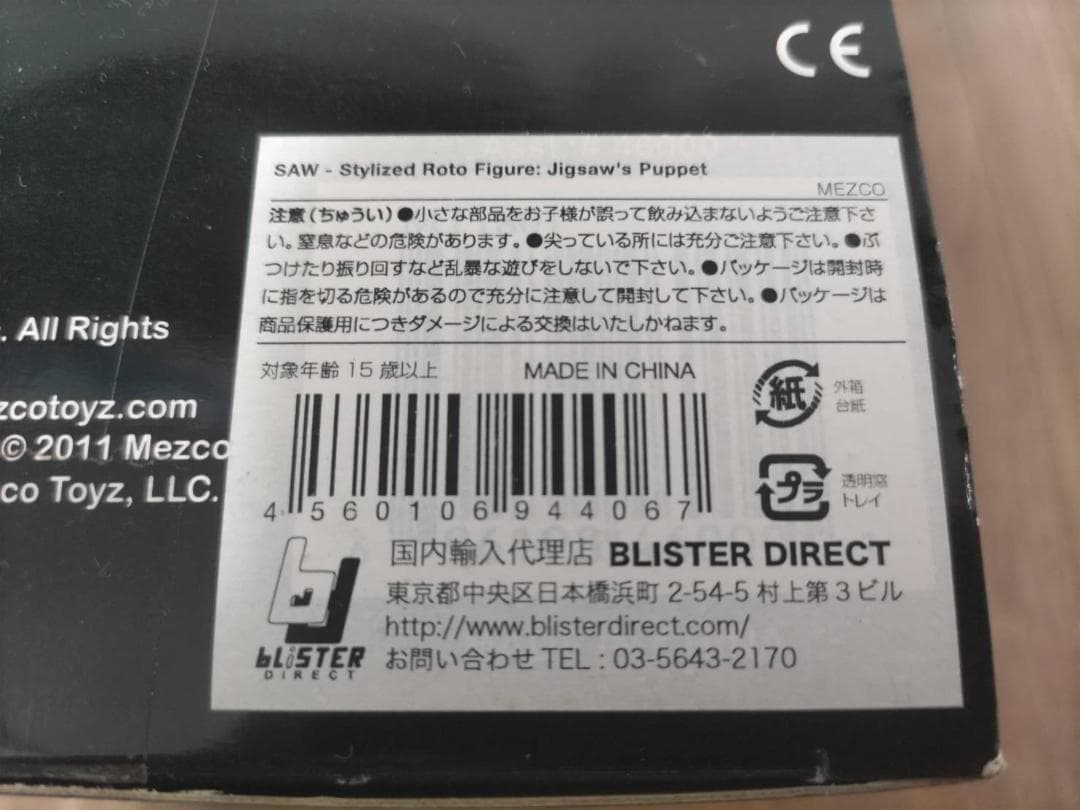 CE
SAW - Stylized Roto Figure: Jigsaw's Puppet
MEZCO
注意(ちゅうい)●小さな部品をお子様が誤って飲み込まないようご注意下さ
い。窒息などの危険があります。●尖っている所には充分ご注意下さい。●ぶ
つけたり振り回すなど乱暴な遊びをしないで下さい。●パッケージは開封時
に指を切る危険があるので充分に注意して開封して下さい。●パッケージは
商品保護用につきダメージによる交換はいたしかねます。
. All Rights
zcotoyz.com
© 2011 Mezco
co Toyz, LLC.
対象年齢 15 歳以上
MADE IN CHINA
紙
外箱
台紙
プラ
透明窓
トレイ
4 560106 944067
国内輸入代理店 BLISTER DIRECT
東京都中央区日本橋浜町 2-54-5 村上第3ビル
http://www.blisterdirect.com/
お問い合わせ TEL : 03-5643-2170
BLiSTER
DIRECT